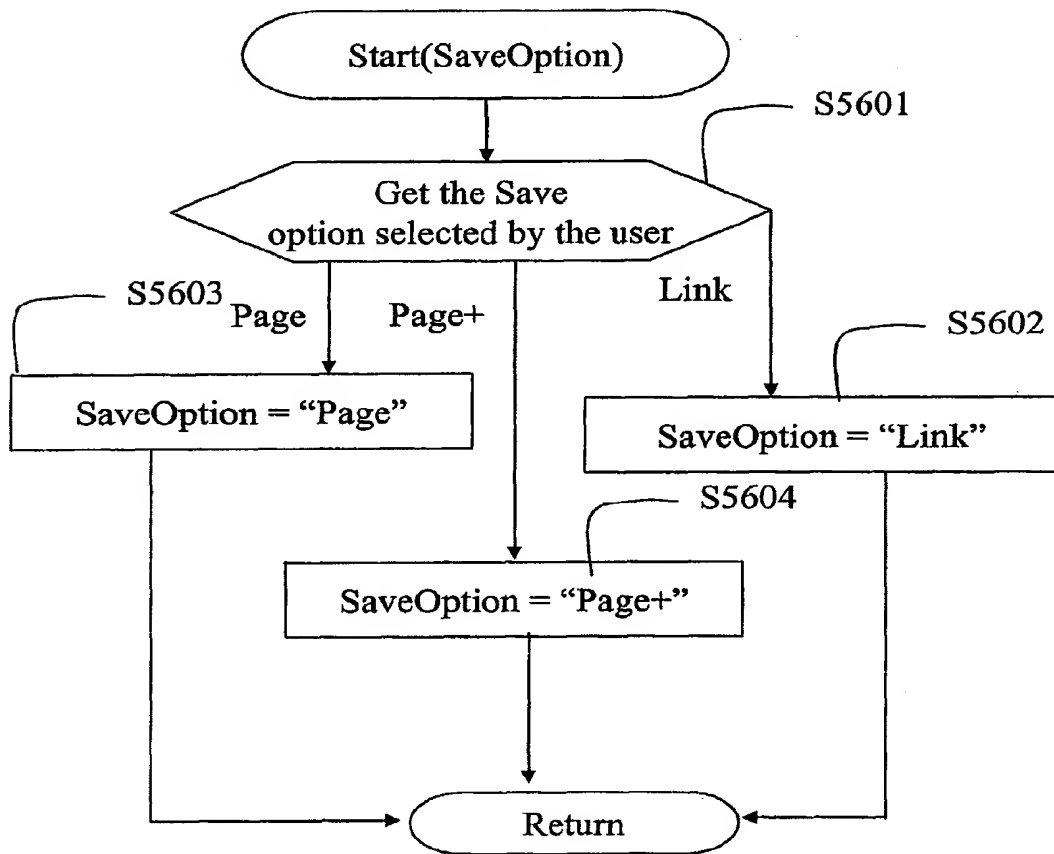 Start(SaveOption)
S5601
Get the Save
option selected by the user
S5603
Page
Page+
Link
S5602
SaveOption = “Page”
SaveOption = “Link”
S5604
SaveOption = “Page+”
Return